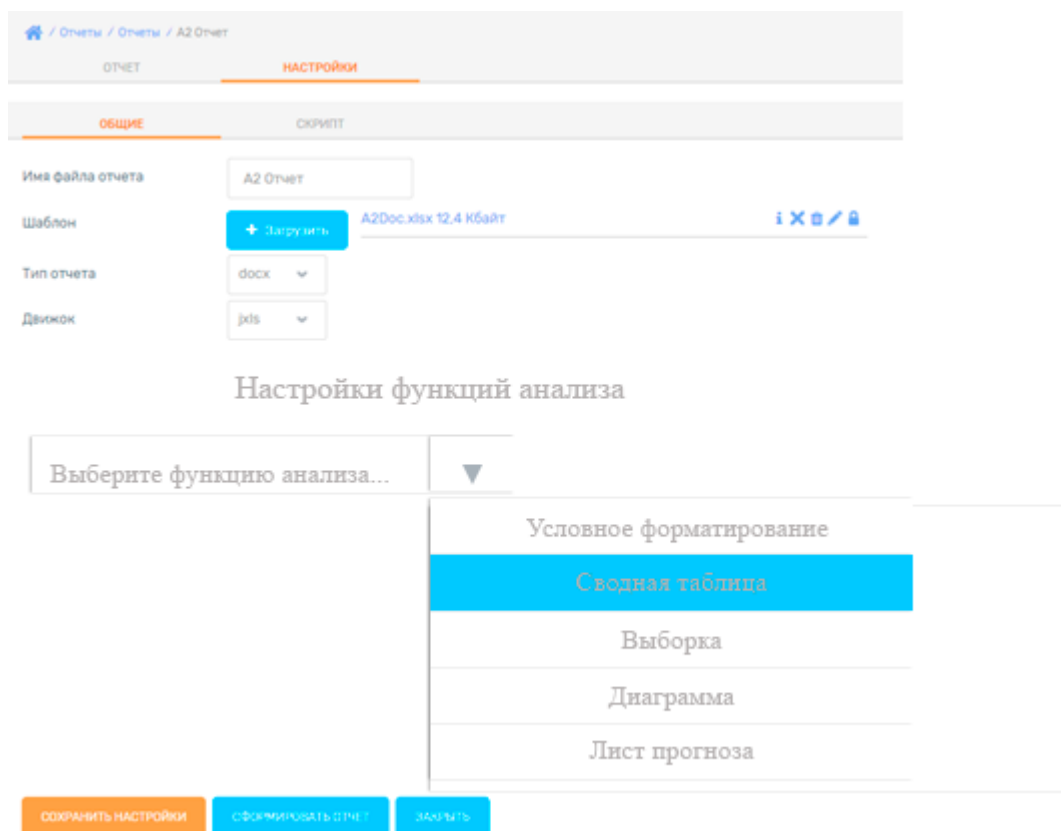 / Отчеты / Отчеты / А2 Отчет
ОТЧЕТ НАСТРОЙКИ
ОБЩИЕ СКРИПТ
Имя файла отчета А2 Отчет
Шаблон + Загрузить A2Doc.xlsx 12,4 Кбайт
Тип отчета docx
Движок jxls
Настройки функций анализа
Выберите функцию анализа...
Условное форматирование
Сводная таблица
Выборка
Диаграмма
Лист прогноза
СОХРАНИТЬ НАСТРОЙКИ СФОРМИРОВАТЬ ОТЧЕТ ЗАКРЫТЬ